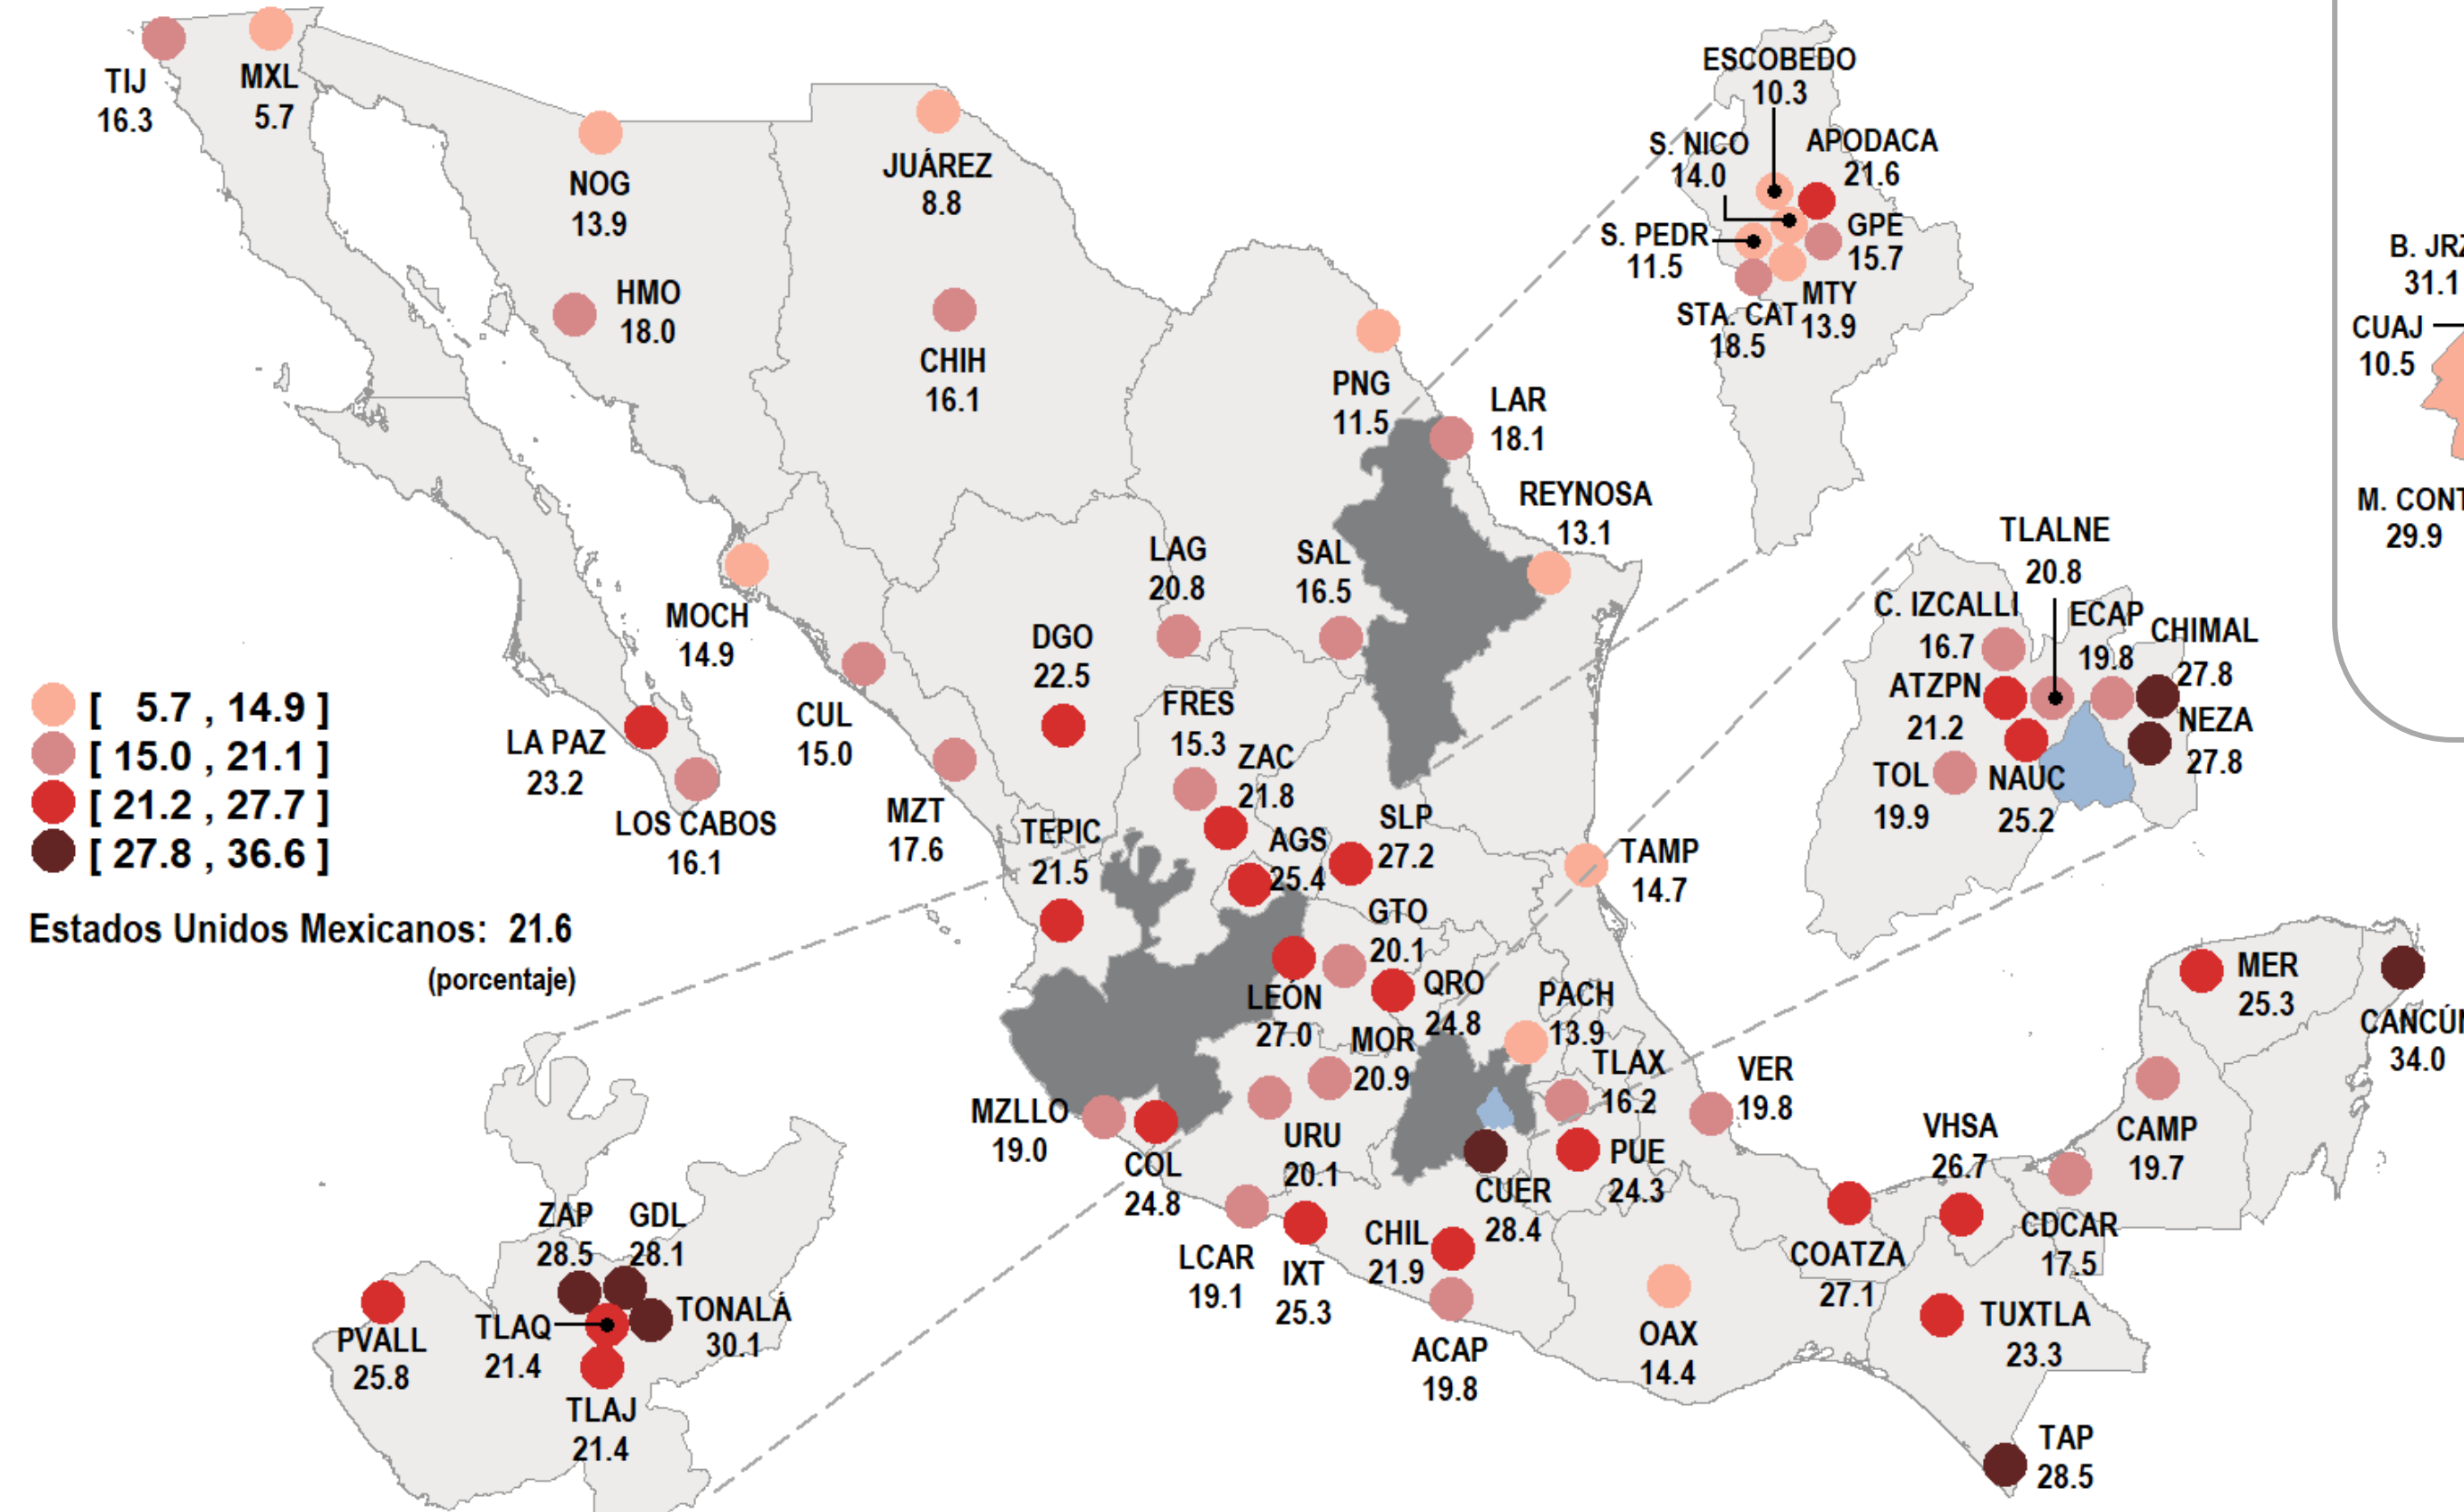 TIJ
16.3
MXL
5.7
NOG
13.9
JUÁREZ
8.8
HMO
18.0
CHIH
16.1
PNG
11.5
LAR
18.1
REYNOSA
13.1
ESCOBEDO
10.3
S. NICO
14.0
APODACA
21.6
S. PEDR
11.5
GPE
15.7
STA. CAT
18.5
MTY
13.9
B. JRZ
31.1
CUAJ
10.5
M. CONT
29.9
MOCH
14.9
CUL
15.0
DGO
22.5
LAG
20.8
SAL
16.5
LA PAZ
23.2
LOS CABOS
16.1
MZT
17.6
FRES
15.3
ZAC
21.8
TEPIC
21.5
AGS
25.4
SLP
27.2
TAMP
14.7
TLALNE
20.8
C. IZCALLI
16.7
ECAP
19.8
CHIMAL
27.8
ATZPN
21.2
NEZA
27.8
TOL
19.9
NAUC
25.2
[ 5.7 , 14.9 ]
[ 15.0 , 21.1 ]
[ 21.2 , 27.7 ]
[ 27.8 , 36.6 ]
Estados Unidos Mexicanos: 21.6
(porcentaje)
GTO
20.1
LEÓN
27.0
QRO
24.8
PACH
13.9
MOR
20.9
TLAX
16.2
VER
19.8
MZLLO
19.0
COL
24.8
URU
20.1
CUER
28.4
PUE
24.3
LCAR
19.1
IXT
25.3
CHIL
21.9
ACAP
19.8
OAX
14.4
COATZA
27.1
VHSA
26.7
CDCAR
17.5
CAMP
19.7
MER
25.3
CANCÚN
34.0
TUXTLA
23.3
TAP
28.5
ZAP
28.5
GDL
28.1
TONALÁ
30.1
PVALL
25.8
TLAQ
21.4
TLAJ
21.4